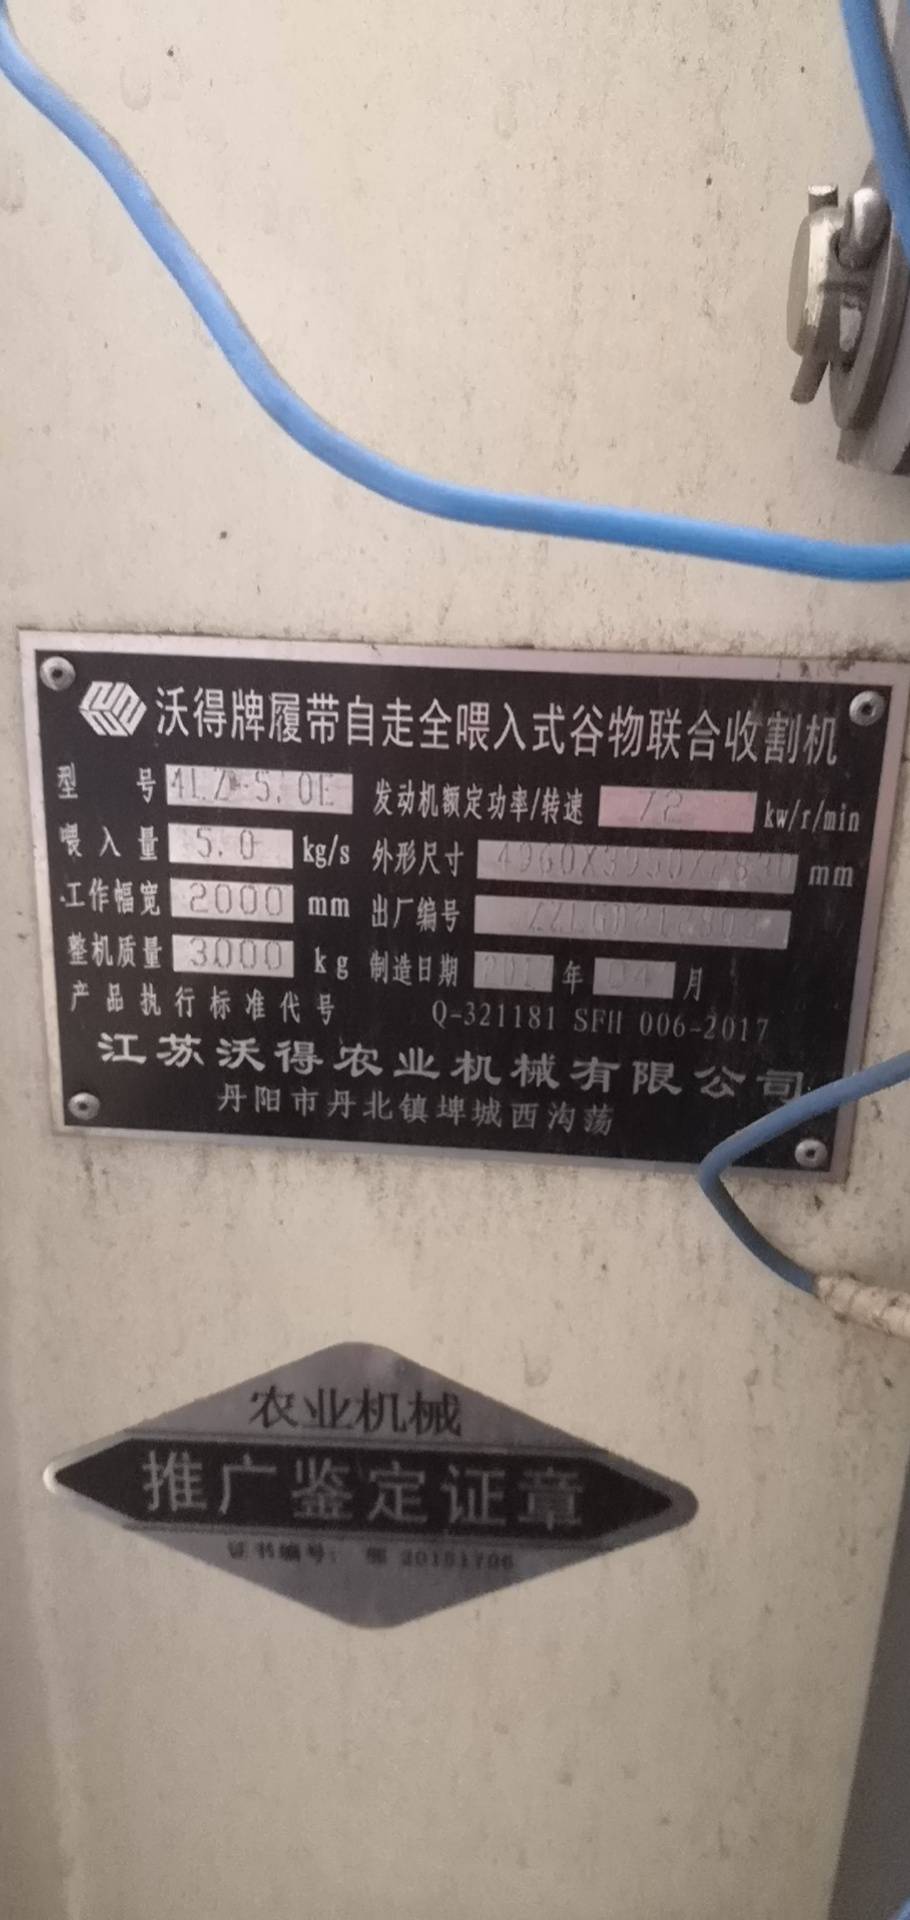 沃得牌履带自走全喂入式谷物联合收割机
型 号 4LZ-5.0E 发动机额定功率/转速 72 kw/r/min
喂入量 5.0 kg/s 外形尺寸 mm
工作幅宽 2000 mm 出厂编号
整机质量 3000 kg 制造日期 年 04 月
产品执行标准代号 Q-321181 SFH 006-2017
江苏沃得农业机械有限公司
丹阳市丹北镇埤城西沟荡
农业机械
推广鉴定证章
证书编号: